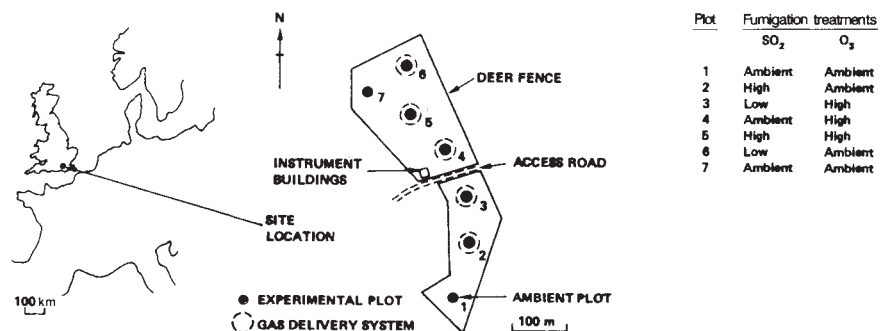 N
DEER FENCE
INSTRUMENT
BUILDINGS
ACCESS ROAD
SITE
LOCATION
AMBIENT PLOT
EXPERIMENTAL PLOT
GAS DELIVERY SYSTEM
100 km
100 m
6
7
5
4
3
2
1
Plot Fumigation treatments
SO₂ O₃
1 Ambient Ambient
2 High Ambient
3 Low High
4 Ambient High
5 High High
6 Low Ambient
7 Ambient Ambient